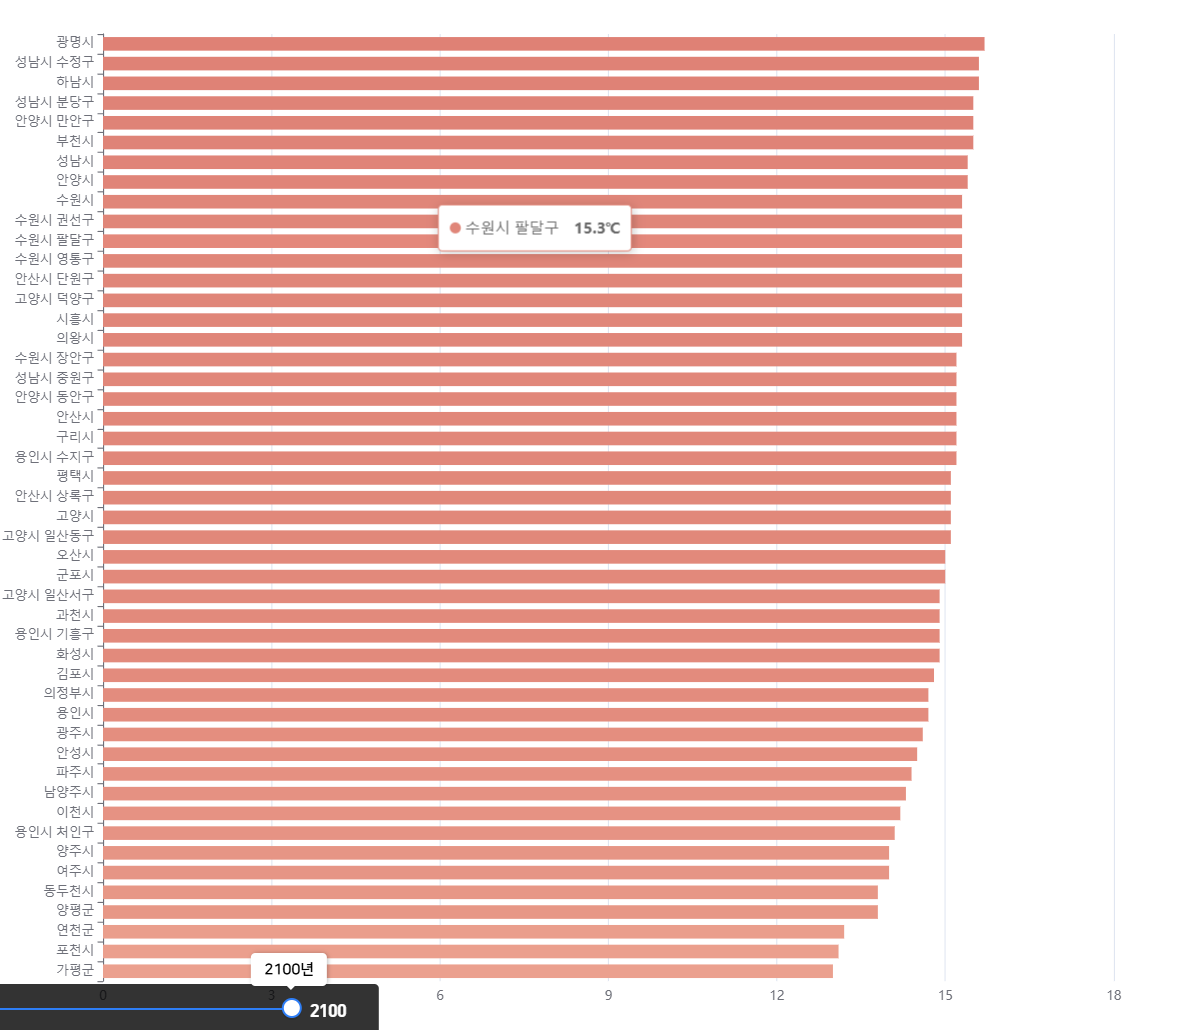 광명시
성남시 수정구
하남시
성남시 분당구
안양시 만안구
부천시
성남시
안양시
수원시
수원시 권선구
수원시 팔달구 15.3℃
수원시 팔달구
수원시 영통구
안산시 단원구
고양시 덕양구
시흥시
의왕시
수원시 장안구
성남시 중원구
안양시 동안구
안산시
구리시
용인시 수지구
평택시
안산시 상록구
고양시
고양시 일산동구
오산시
군포시
고양시 일산서구
과천시
용인시 기흥구
화성시
김포시
의정부시
용인시
광주시
안성시
파주시
남양주시
이천시
용인시 처인구
양주시
여주시
동두천시
양평군
연천군
포천시
가평군
2100년
0 3 6 9 12 15 18
2100